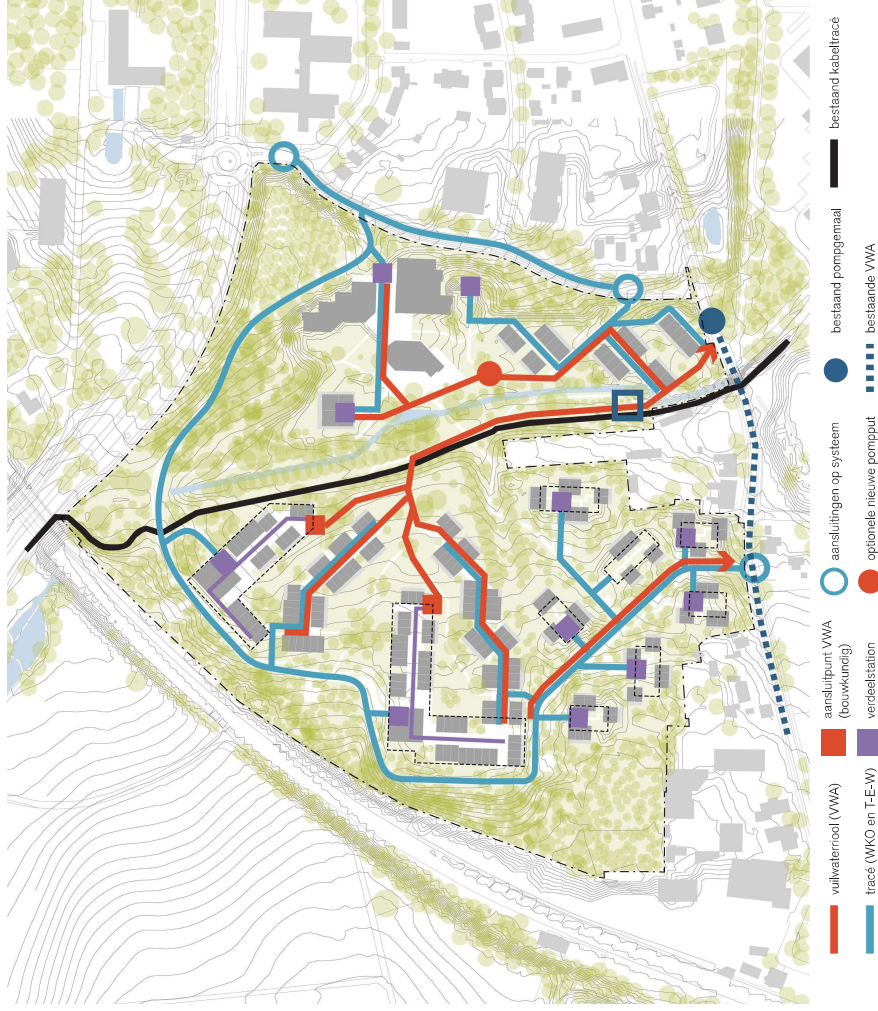 vuilwaterriool (VWA)
tracé (WKO en T-E-W)
aansluitpunt VWA
(bouwkundig)
verdeelstation
aansluitingen op systeem
optionele nieuwe pompput
bestaand pompgemaal
bestaande VWA
bestaand kabeltracé